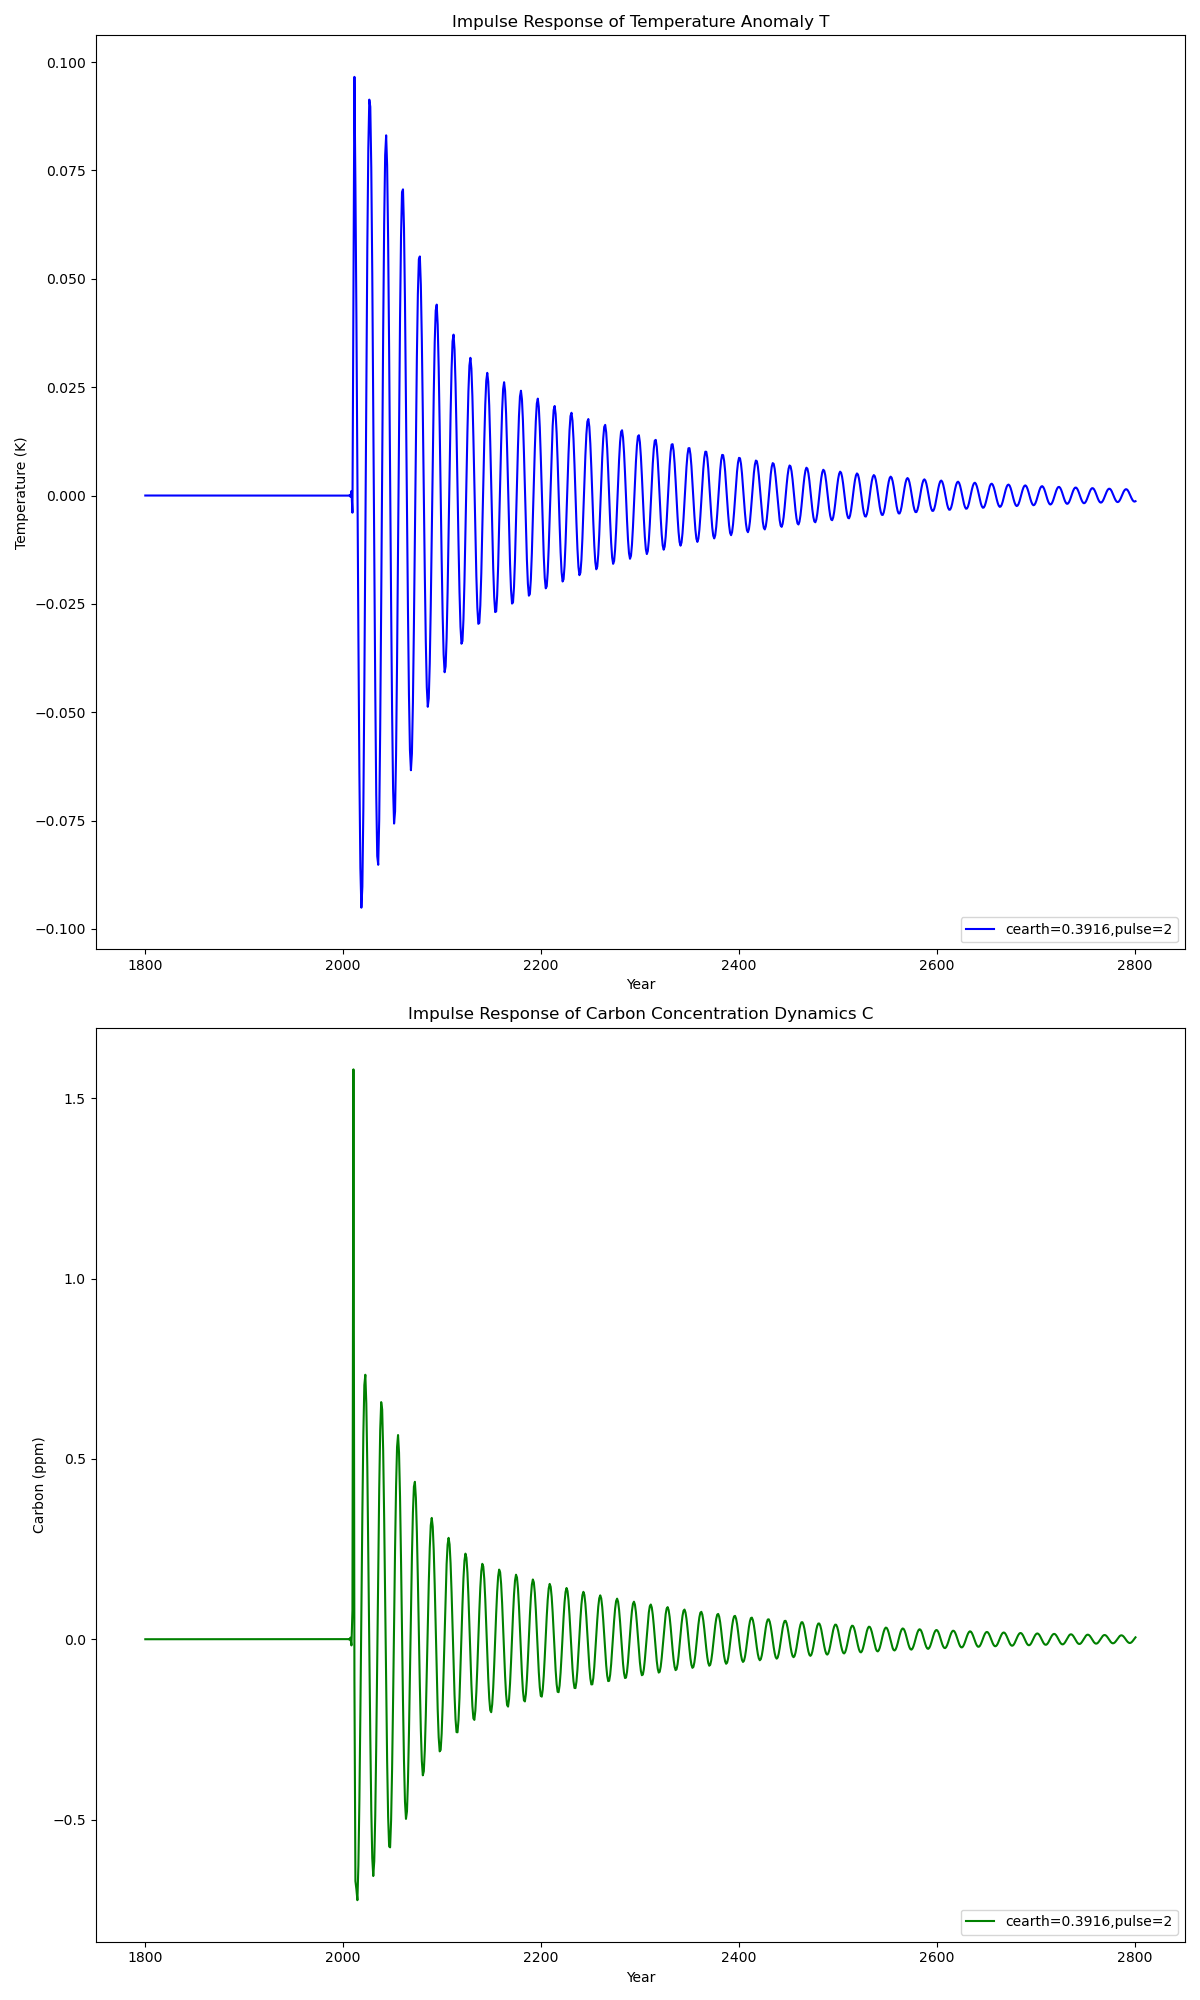 Impulse Response of Temperature Anomaly T
0.100
0.075
0.050
0.025
0.000
−0.025
−0.050
−0.075
−0.100
Temperature (K)
cearth=0.3916,pulse=2
1800 2000 2200 2400 2600 2800
Year
Impulse Response of Carbon Concentration Dynamics C
1.5
1.0
0.5
0.0
−0.5
Carbon (ppm)
cearth=0.3916,pulse=2
1800 2000 2200 2400 2600 2800
Year